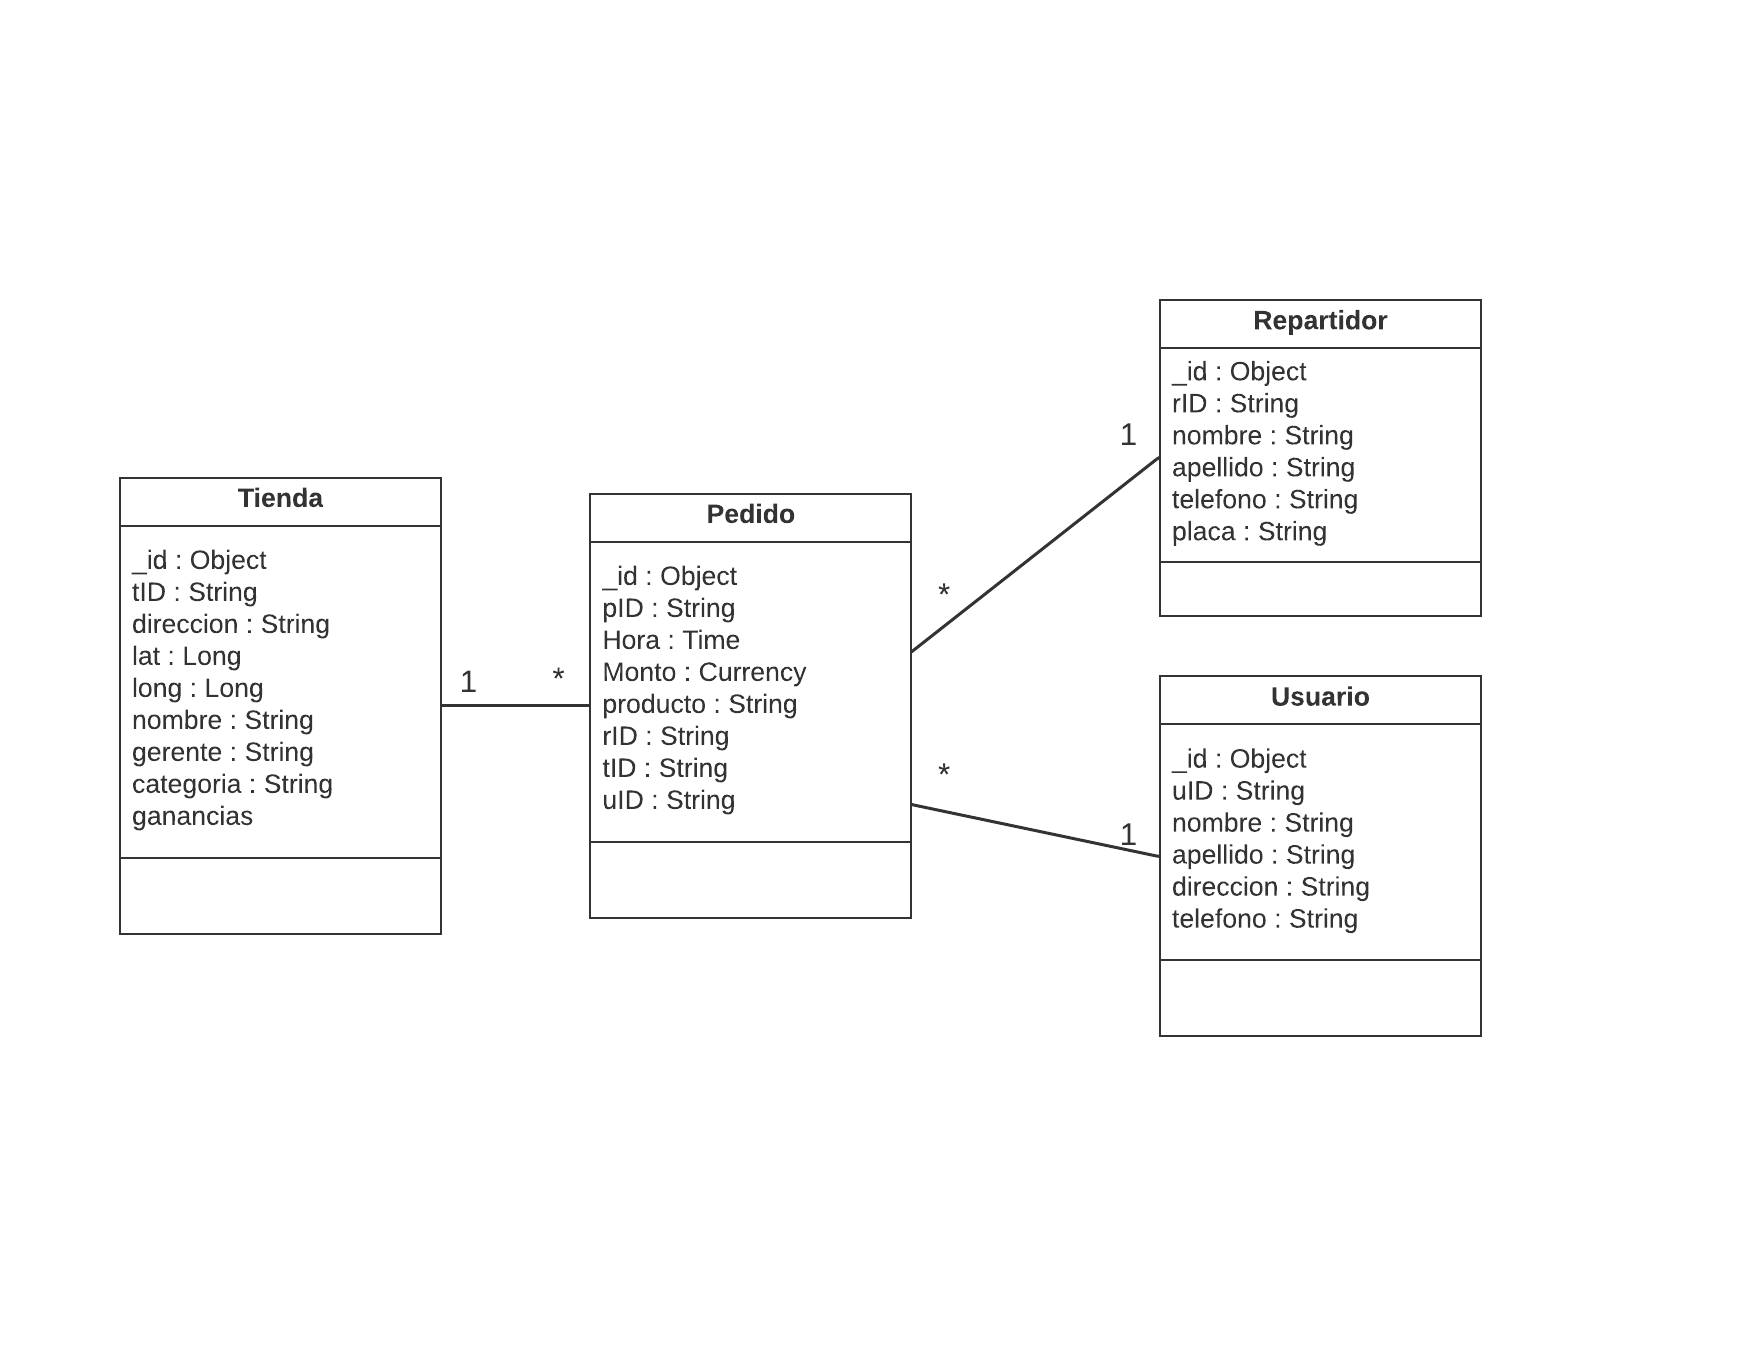 Tienda
_id : Object
tID : String
direccion : String
lat : Long
long : Long
nombre : String
gerente : String
categoria : String
ganancias
1
*
Pedido
_id : Object
pID : String
Hora : Time
Monto : Currency
producto : String
rID : String
tID : String
uID : String
*
1
*
1
Repartidor
_id : Object
rID : String
nombre : String
apellido : String
telefono : String
placa : String
Usuario
_id : Object
uID : String
nombre : String
apellido : String
direccion : String
telefono : String